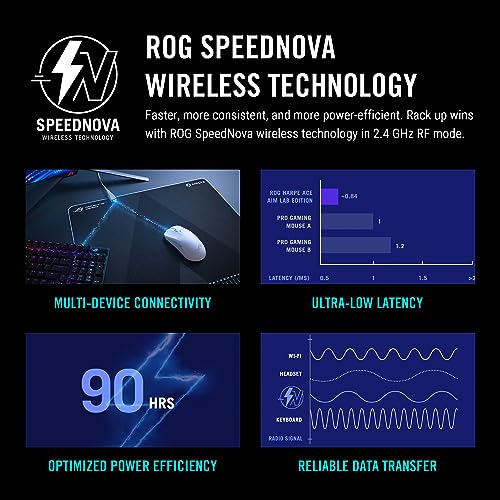 SPEEDNOVA
WIRELESS TECHNOLOGY
ROG SPEEDNOVA
WIRELESS TECHNOLOGY
Faster, more consistent, and more power-efficient. Rack up wins
with ROG SpeedNova wireless technology in 2.4 GHz RF mode.
MULTI-DEVICE CONNECTIVITY
ROG HARPE ACE
AIM LAB EDITION
~0.64
PRO GAMING
MOUSE A
1
PRO GAMING
MOUSE B
1.2
LATENCY (/MS) 0.5 1 1.5 >2
ULTRA-LOW LATENCY
90 HRS
OPTIMIZED POWER EFFICIENCY
WI-FI
HEADSET
KEYBOARD
RADIO SIGNAL
RELIABLE DATA TRANSFER